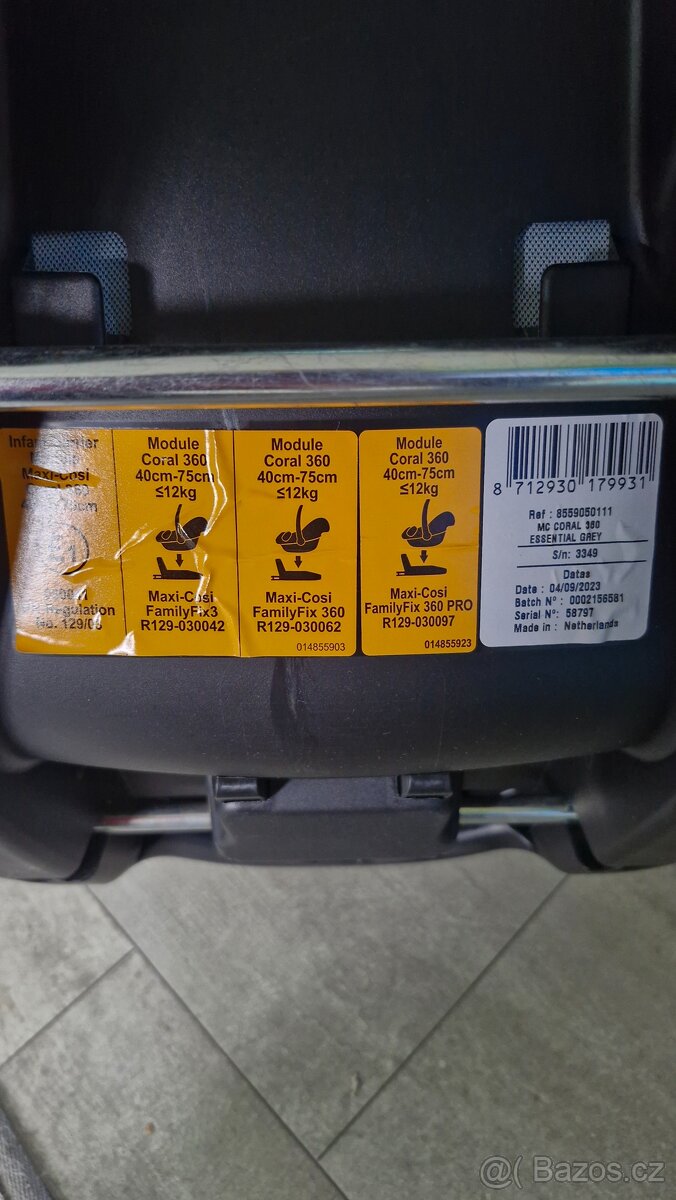 Infant
Maxi-Cosi
Regulation
No. 129/03
Module
Coral 360
40cm-75cm
≤12kg
Maxi-Cosi
FamilyFix3
R129-030042
Module
Coral 360
40cm-75cm
≤12kg
Maxi-Cosi
FamilyFix 360
R129-030062
014855903
Module
Coral 360
40cm-75cm
≤12kg
Maxi-Cosi
FamilyFix 360 PRO
R129-030097
014855923
8 712930 179931
Ref : 8559050111
MC CORAL 360
ESSENTIAL GREY
S/n: 3349
Datas
Date : 04/09/2023
Batch N° : 0002156581
Serial N°: 58797
Made in : Netherlands
@( Bazos.cz